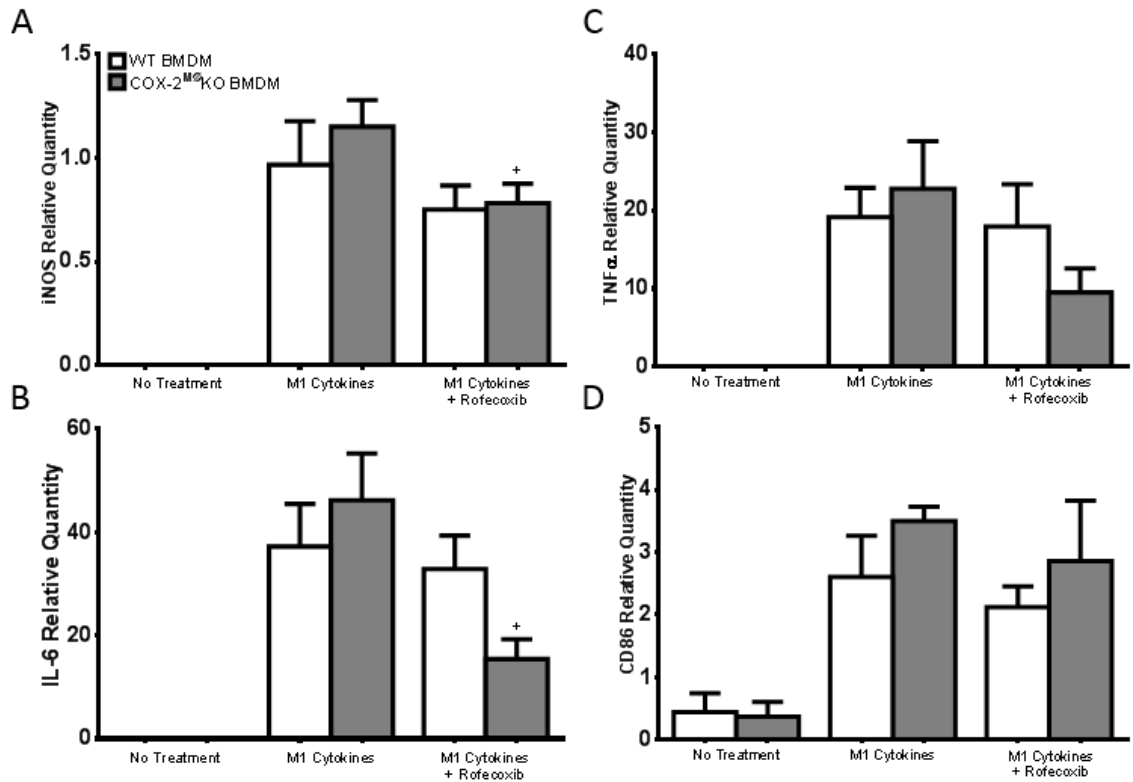 A
iNOS Relative Quantity
1.5
1.0
0.5
0.0
WT BMDM
COX-2MØKO BMDM
+
No Treatment
M1 Cytokines
M1 Cytokines
+ Rofecoxib
C
TNFα Relative Quantity
40
30
20
10
0
No Treatment
M1 Cytokines
M1 Cytokines
+ Rofecoxib
B
IL-6 Relative Quantity
60
40
20
0
+
No Treatment
M1 Cytokines
M1 Cytokines
+ Rofecoxib
D
CD86 Relative Quantity
5
4
3
2
1
0
No Treatment
M1 Cytokines
M1 Cytokines
+ Rofecoxib